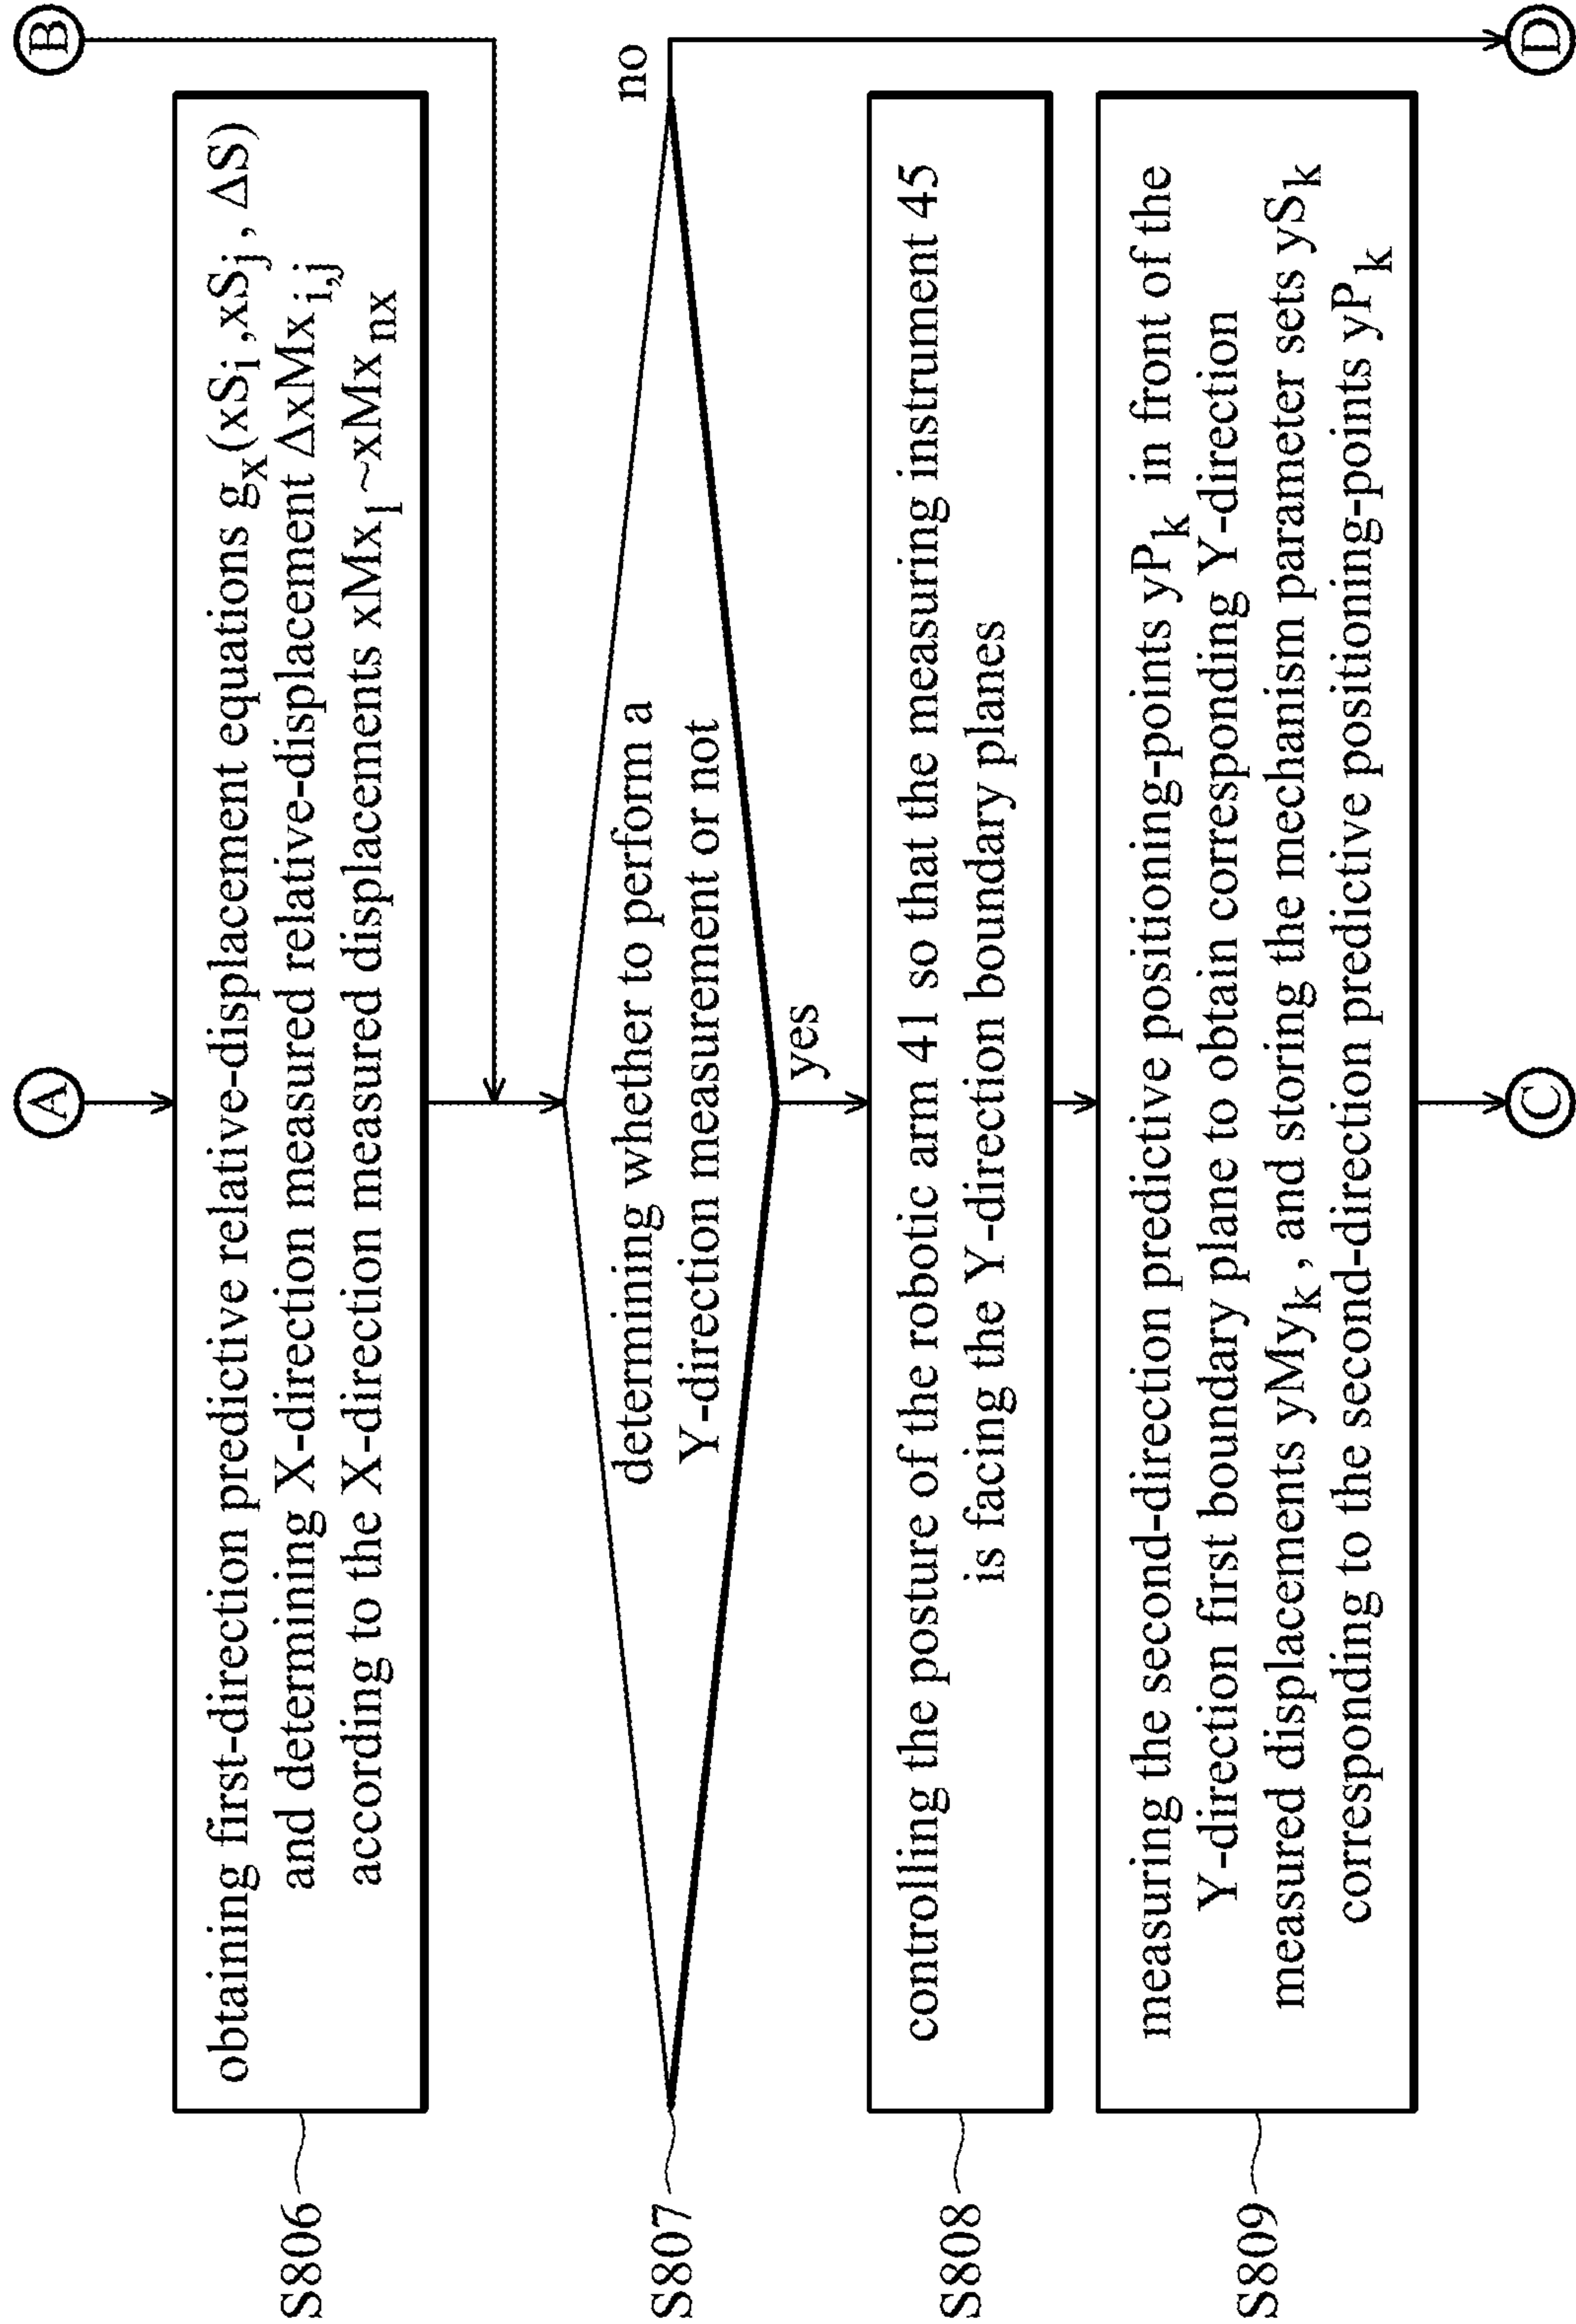 A
B
S806
obtaining first-direction predictive relative-displacement equations gₓ(xSᵢ,xSⱼ, ΔS)
and determining X-direction measured relative-displacement ΔxMxᵢ,ⱼ
according to the X-direction measured displacements xMx₁~xMxₙₓ
S807
determining whether to perform a
Y-direction measurement or not
no
yes
S808
controlling the posture of the robotic arm 41 so that the measuring instrument 45
is facing the Y-direction boundary planes
S809
measuring the second-direction predictive positioning-points yPₖ in front of the
Y-direction first boundary plane to obtain corresponding Y-direction
measured displacements yMyₖ, and storing the mechanism parameter sets ySₖ
corresponding to the second-direction predictive positioning-points yPₖ
C
D